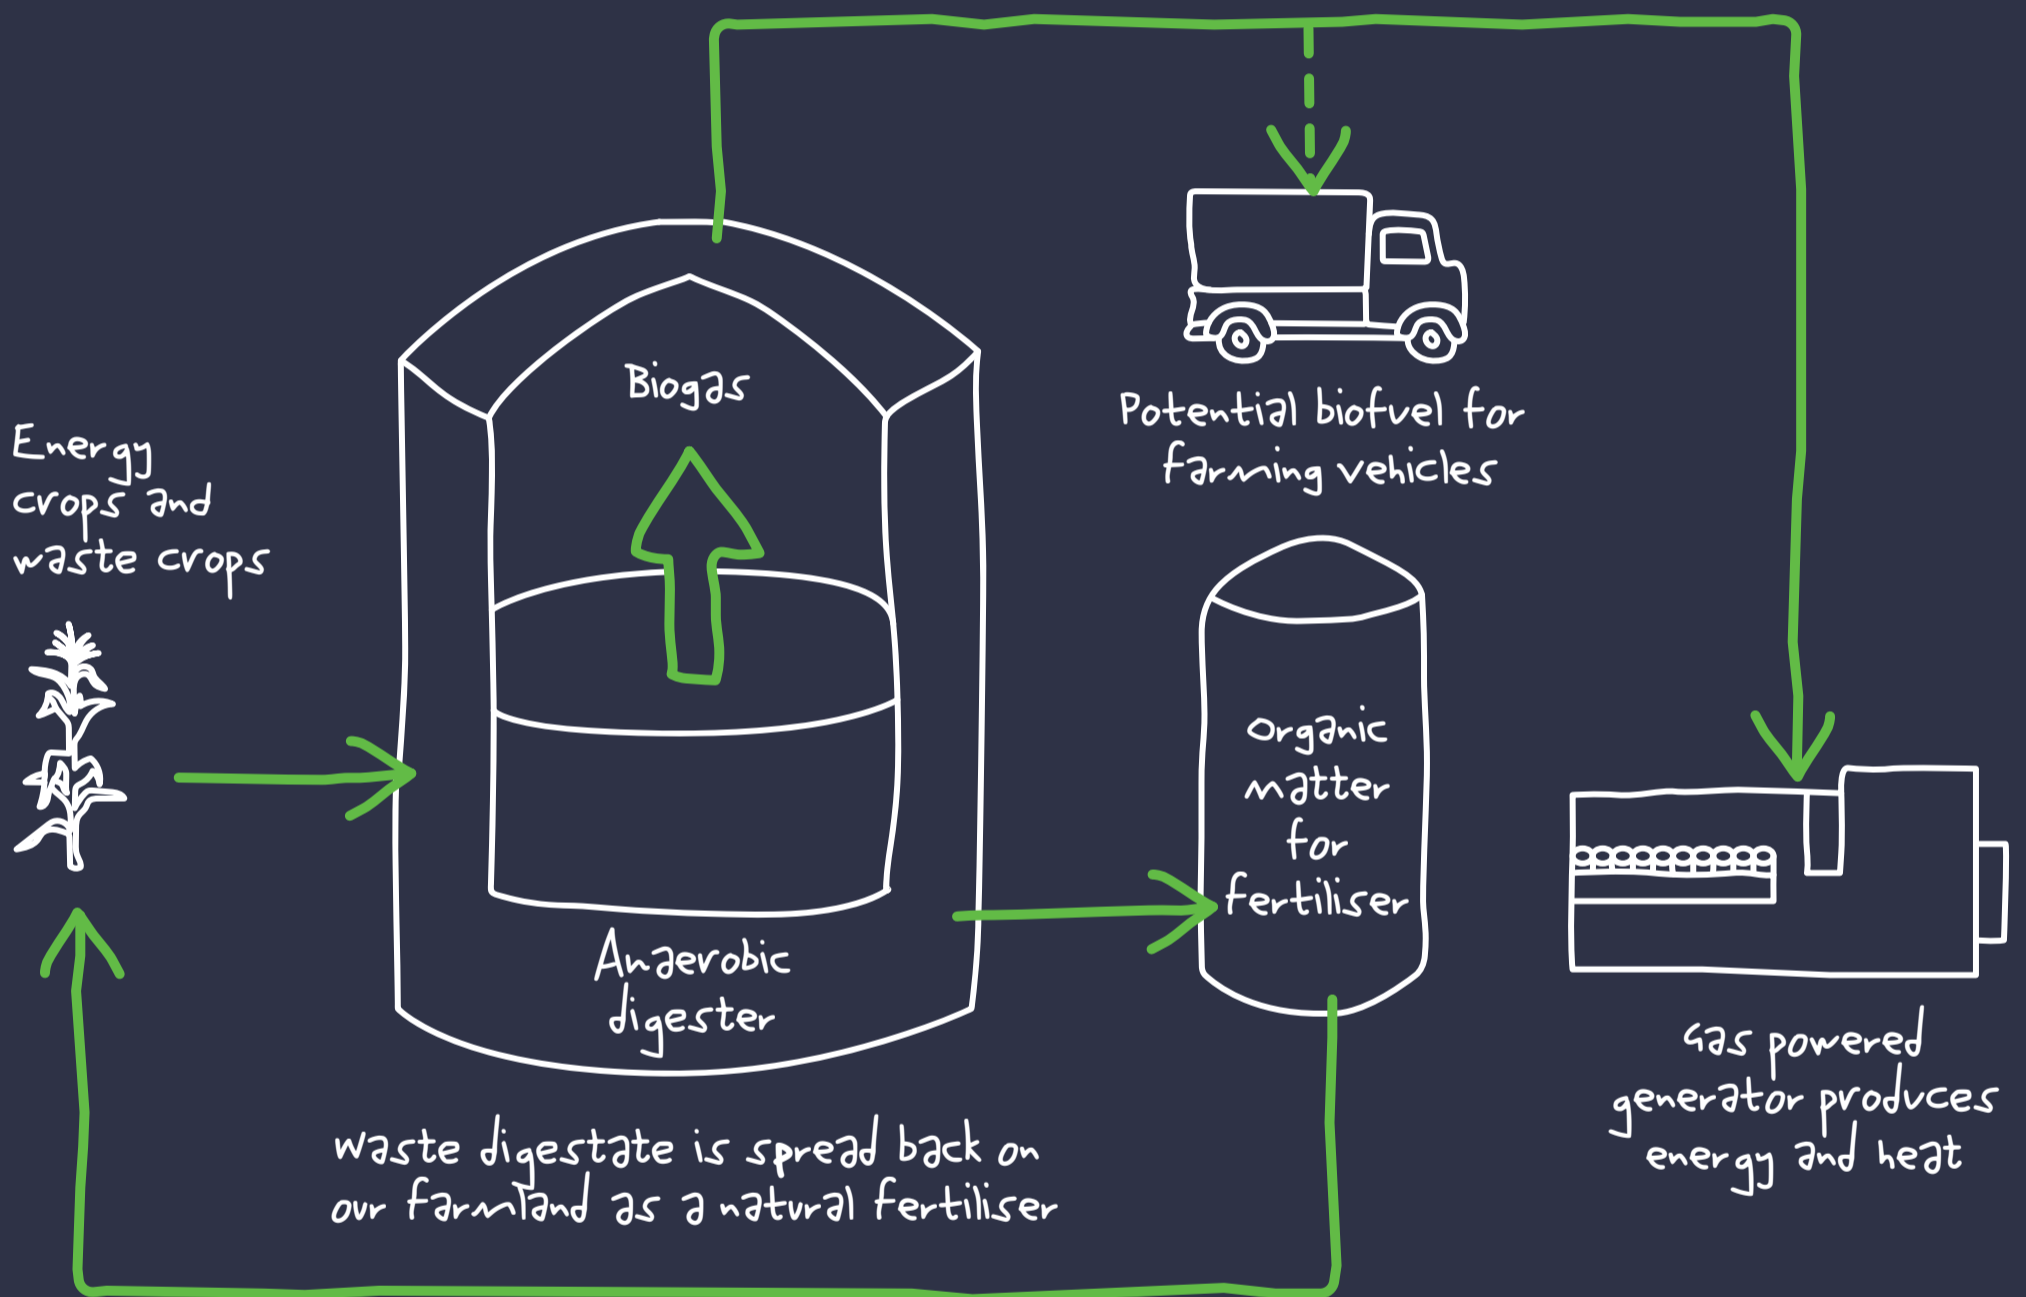 Energy
crops and
waste crops
Biogas
Anaerobic
digester
Potential biofuel for
farming vehicles
Organic
matter
for
fertiliser
Gas powered
generator produces
energy and heat
Waste digestate is spread back on
our farmland as a natural fertiliser